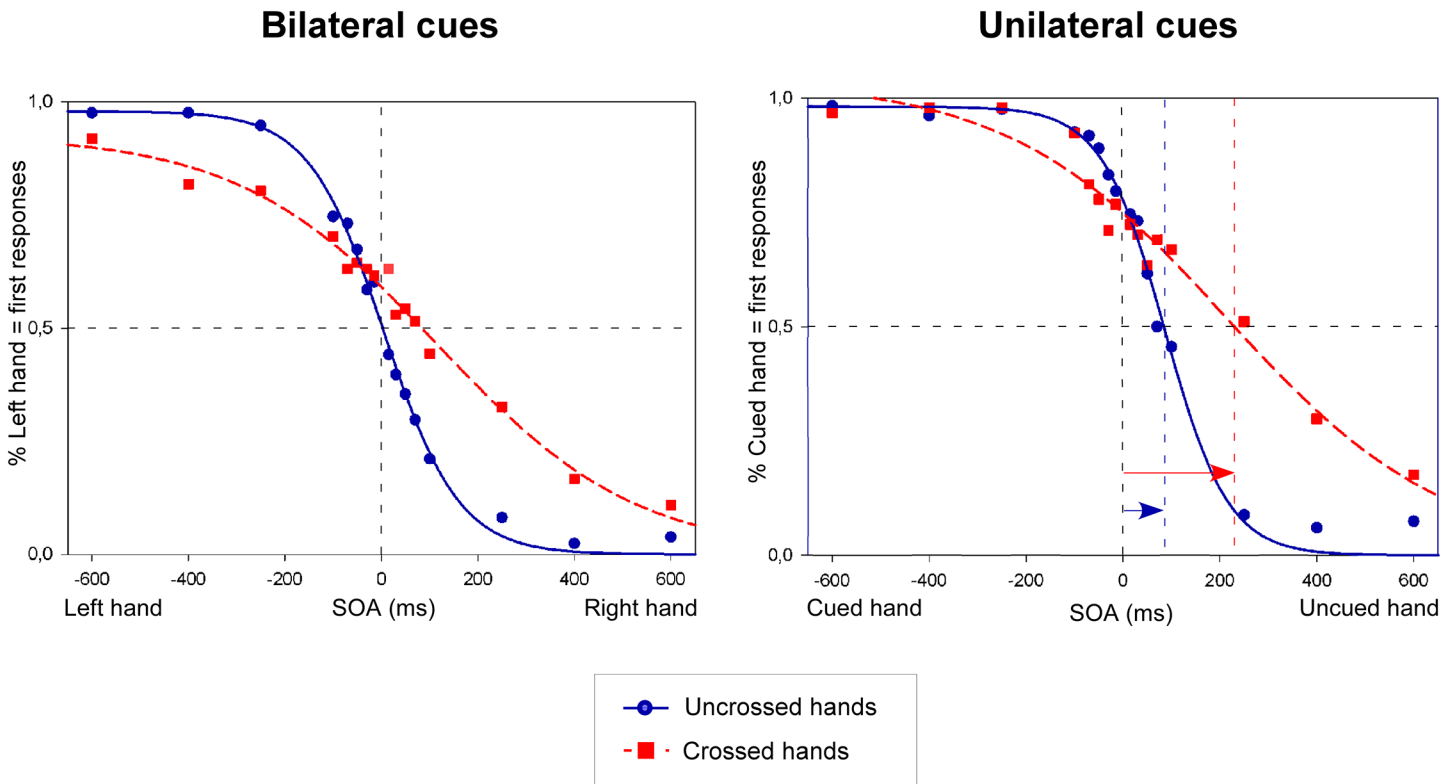 Bilateral cues
% Left hand = first responses
1,0
0,5
0,0
-600 -400 -200 0 200 400 600
Left hand SOA (ms) Right hand
Unilateral cues
% Cued hand = first responses
1,0
0,5
0,0
-600 -400 -200 0 200 400 600
Cued hand SOA (ms) Uncued hand
Uncrossed hands
Crossed hands